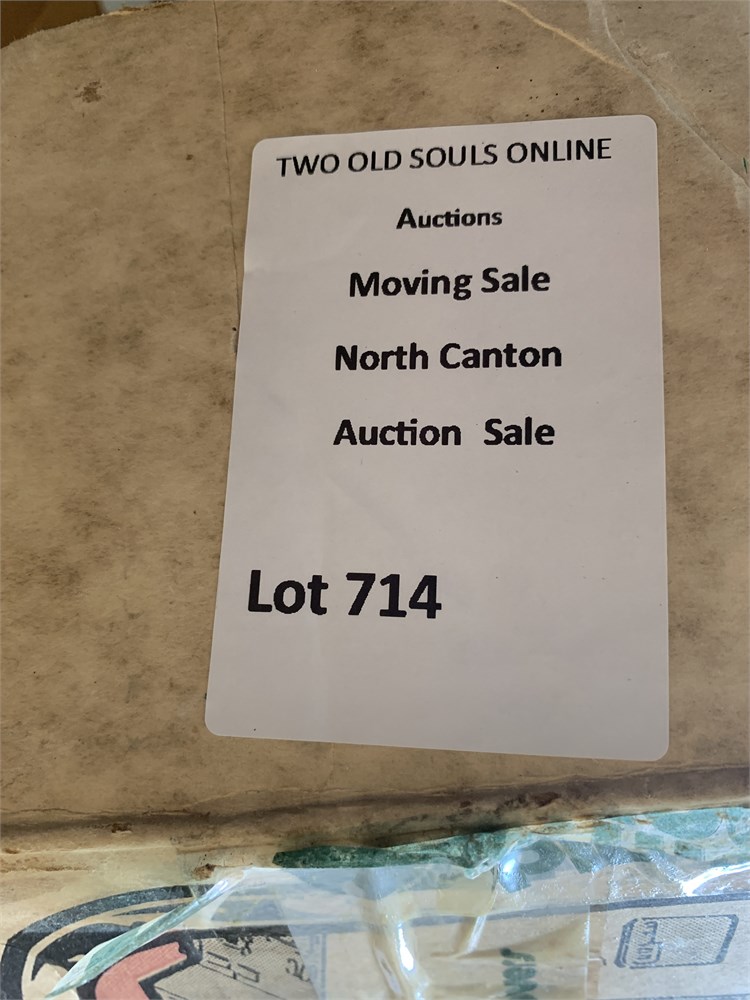 TWO OLD SOULS ONLINE
Auctions
Moving Sale
North Canton
Auction Sale
Lot 714